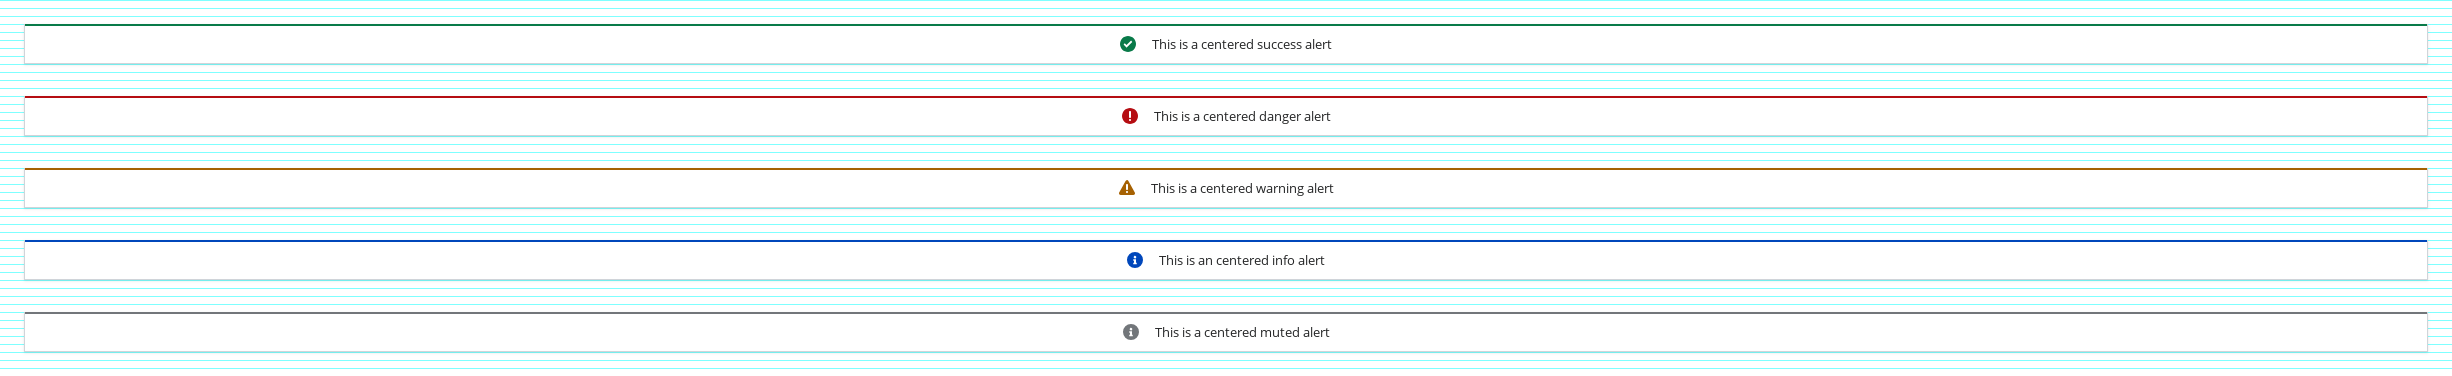 This is a centered success alert
This is a centered danger alert
This is a centered warning alert
This is an centered info alert
This is a centered muted alert